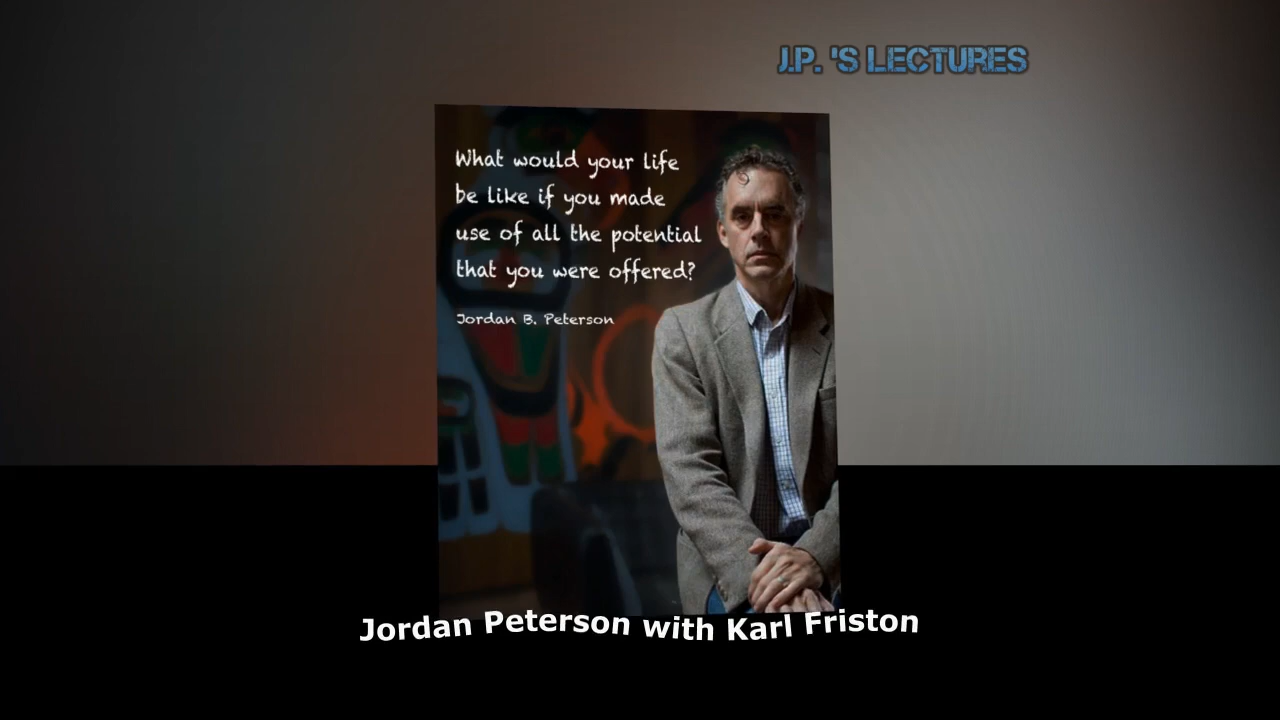 J.P. 'S LECTURES
What would your life
be like if you made
use of all the potential
that you were offered?
Jordan B. Peterson
Jordan Peterson with Karl Friston